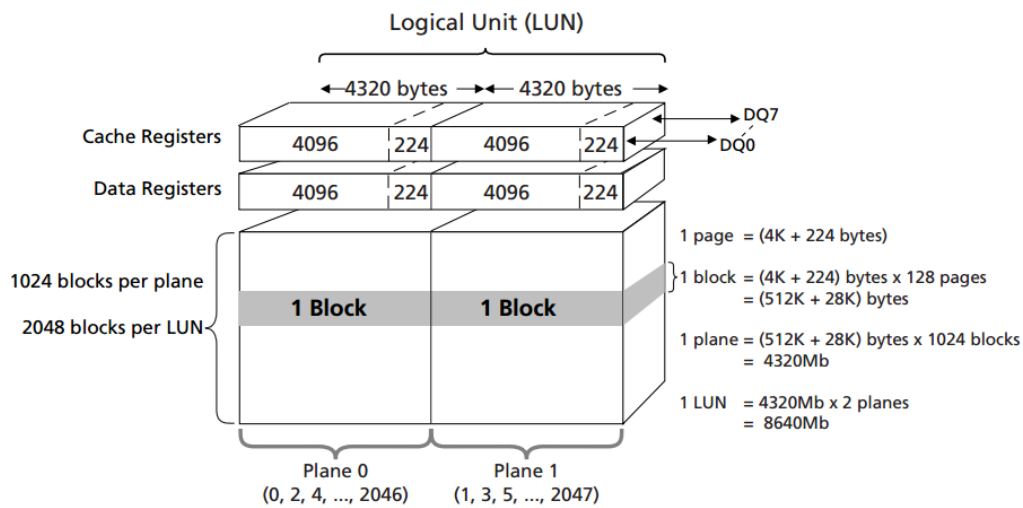 Logical Unit (LUN)
4320 bytes
4320 bytes
Cache Registers
4096
224
4096
224
DQ7
DQ0
Data Registers
4096
224
4096
224
1024 blocks per plane
2048 blocks per LUN
1 Block
1 Block
1 page = (4K + 224 bytes)
1 block = (4K + 224) bytes x 128 pages
= (512K + 28K) bytes
1 plane = (512K + 28K) bytes x 1024 blocks
= 4320Mb
1 LUN = 4320Mb x 2 planes
= 8640Mb
Plane 0
(0, 2, 4, ..., 2046)
Plane 1
(1, 3, 5, ..., 2047)